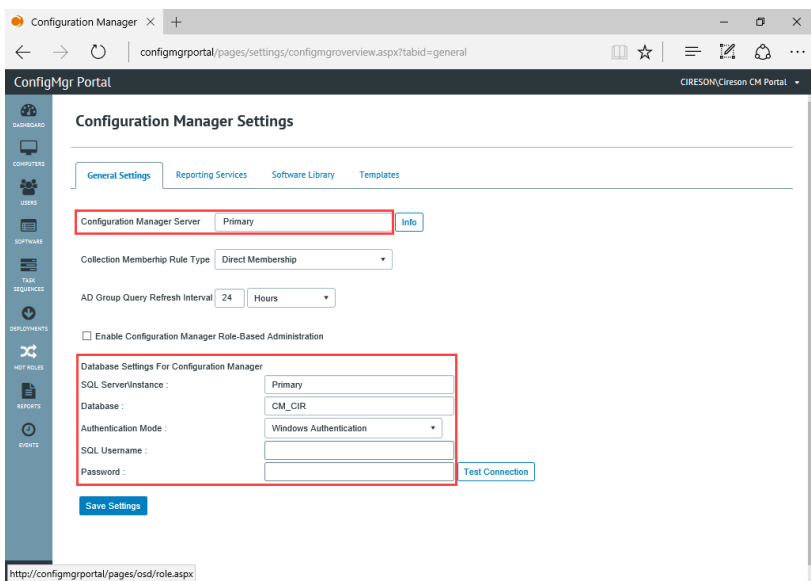 Configuration Manager
configmgrportal/pages/settings/configmgroverview.aspx?tabid=general
ConfigMgr Portal
CIRESON\Cireson CM Portal
DASHBOARD
COMPUTERS
USERS
SOFTWARE
TASK
SEQUENCES
DEPLOYMENTS
MDT ROLES
REPORTS
EVENTS
Configuration Manager Settings
General Settings Reporting Services Software Library Templates
Configuration Manager Server Primary Info
Collection Memberhip Rule Type Direct Membership
AD Group Query Refresh Interval 24 Hours
Enable Configuration Manager Role-Based Administration
Database Settings For Configuration Manager
SQL Server\Instance : Primary
Database : CM_CIR
Authentication Mode : Windows Authentication
SQL Username :
Password : Test Connection
Save Settings
http://configmgrportal/pages/osd/role.aspx